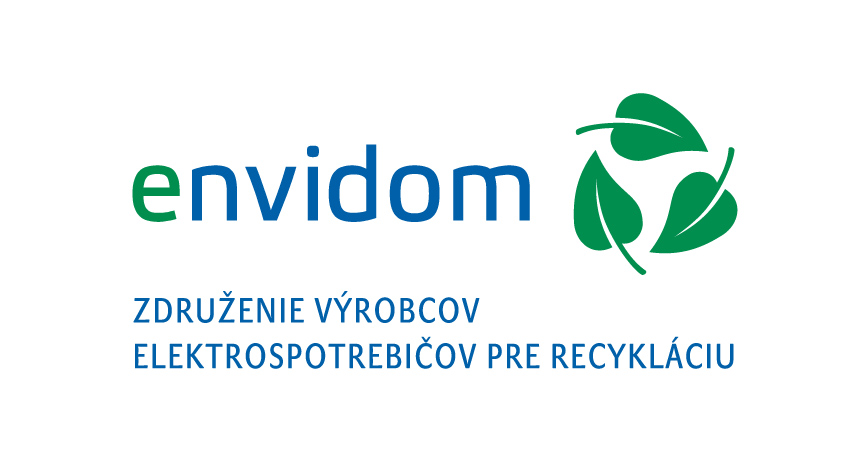 envidom
ZDRUŽENIE VÝROBCOV
ELEKTROSPOTREBIČOV PRE RECYKLÁCIU